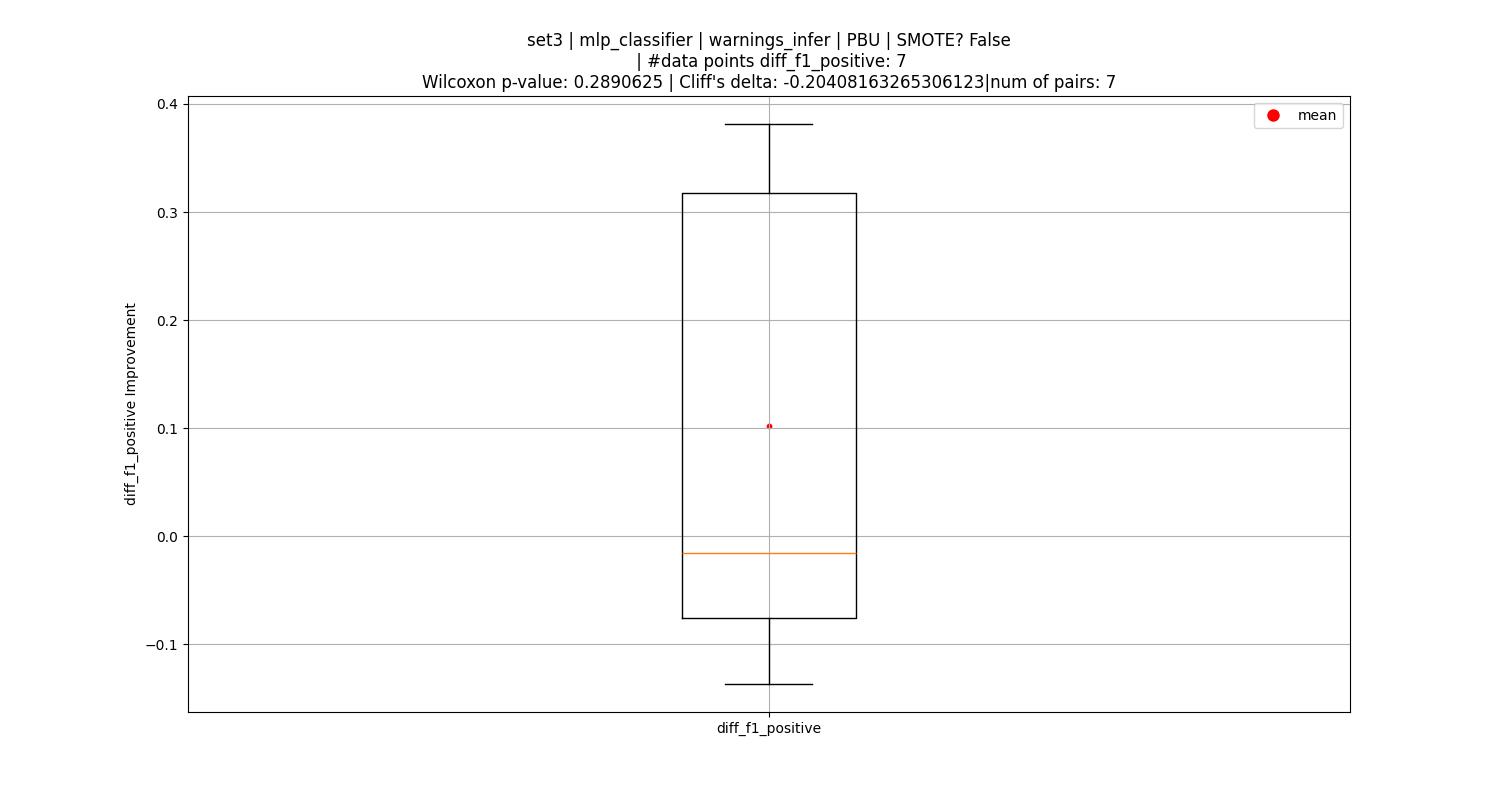 set3 | mlp_classifier | warnings_infer | PBU | SMOTE? False
| #data points diff_f1_positive: 7
Wilcoxon p-value: 0.2890625 | Cliff's delta: -0.20408163265306123|num of pairs: 7
mean
0.4
0.3
0.2
0.1
0.0
−0.1
diff_f1_positive Improvement
diff_f1_positive